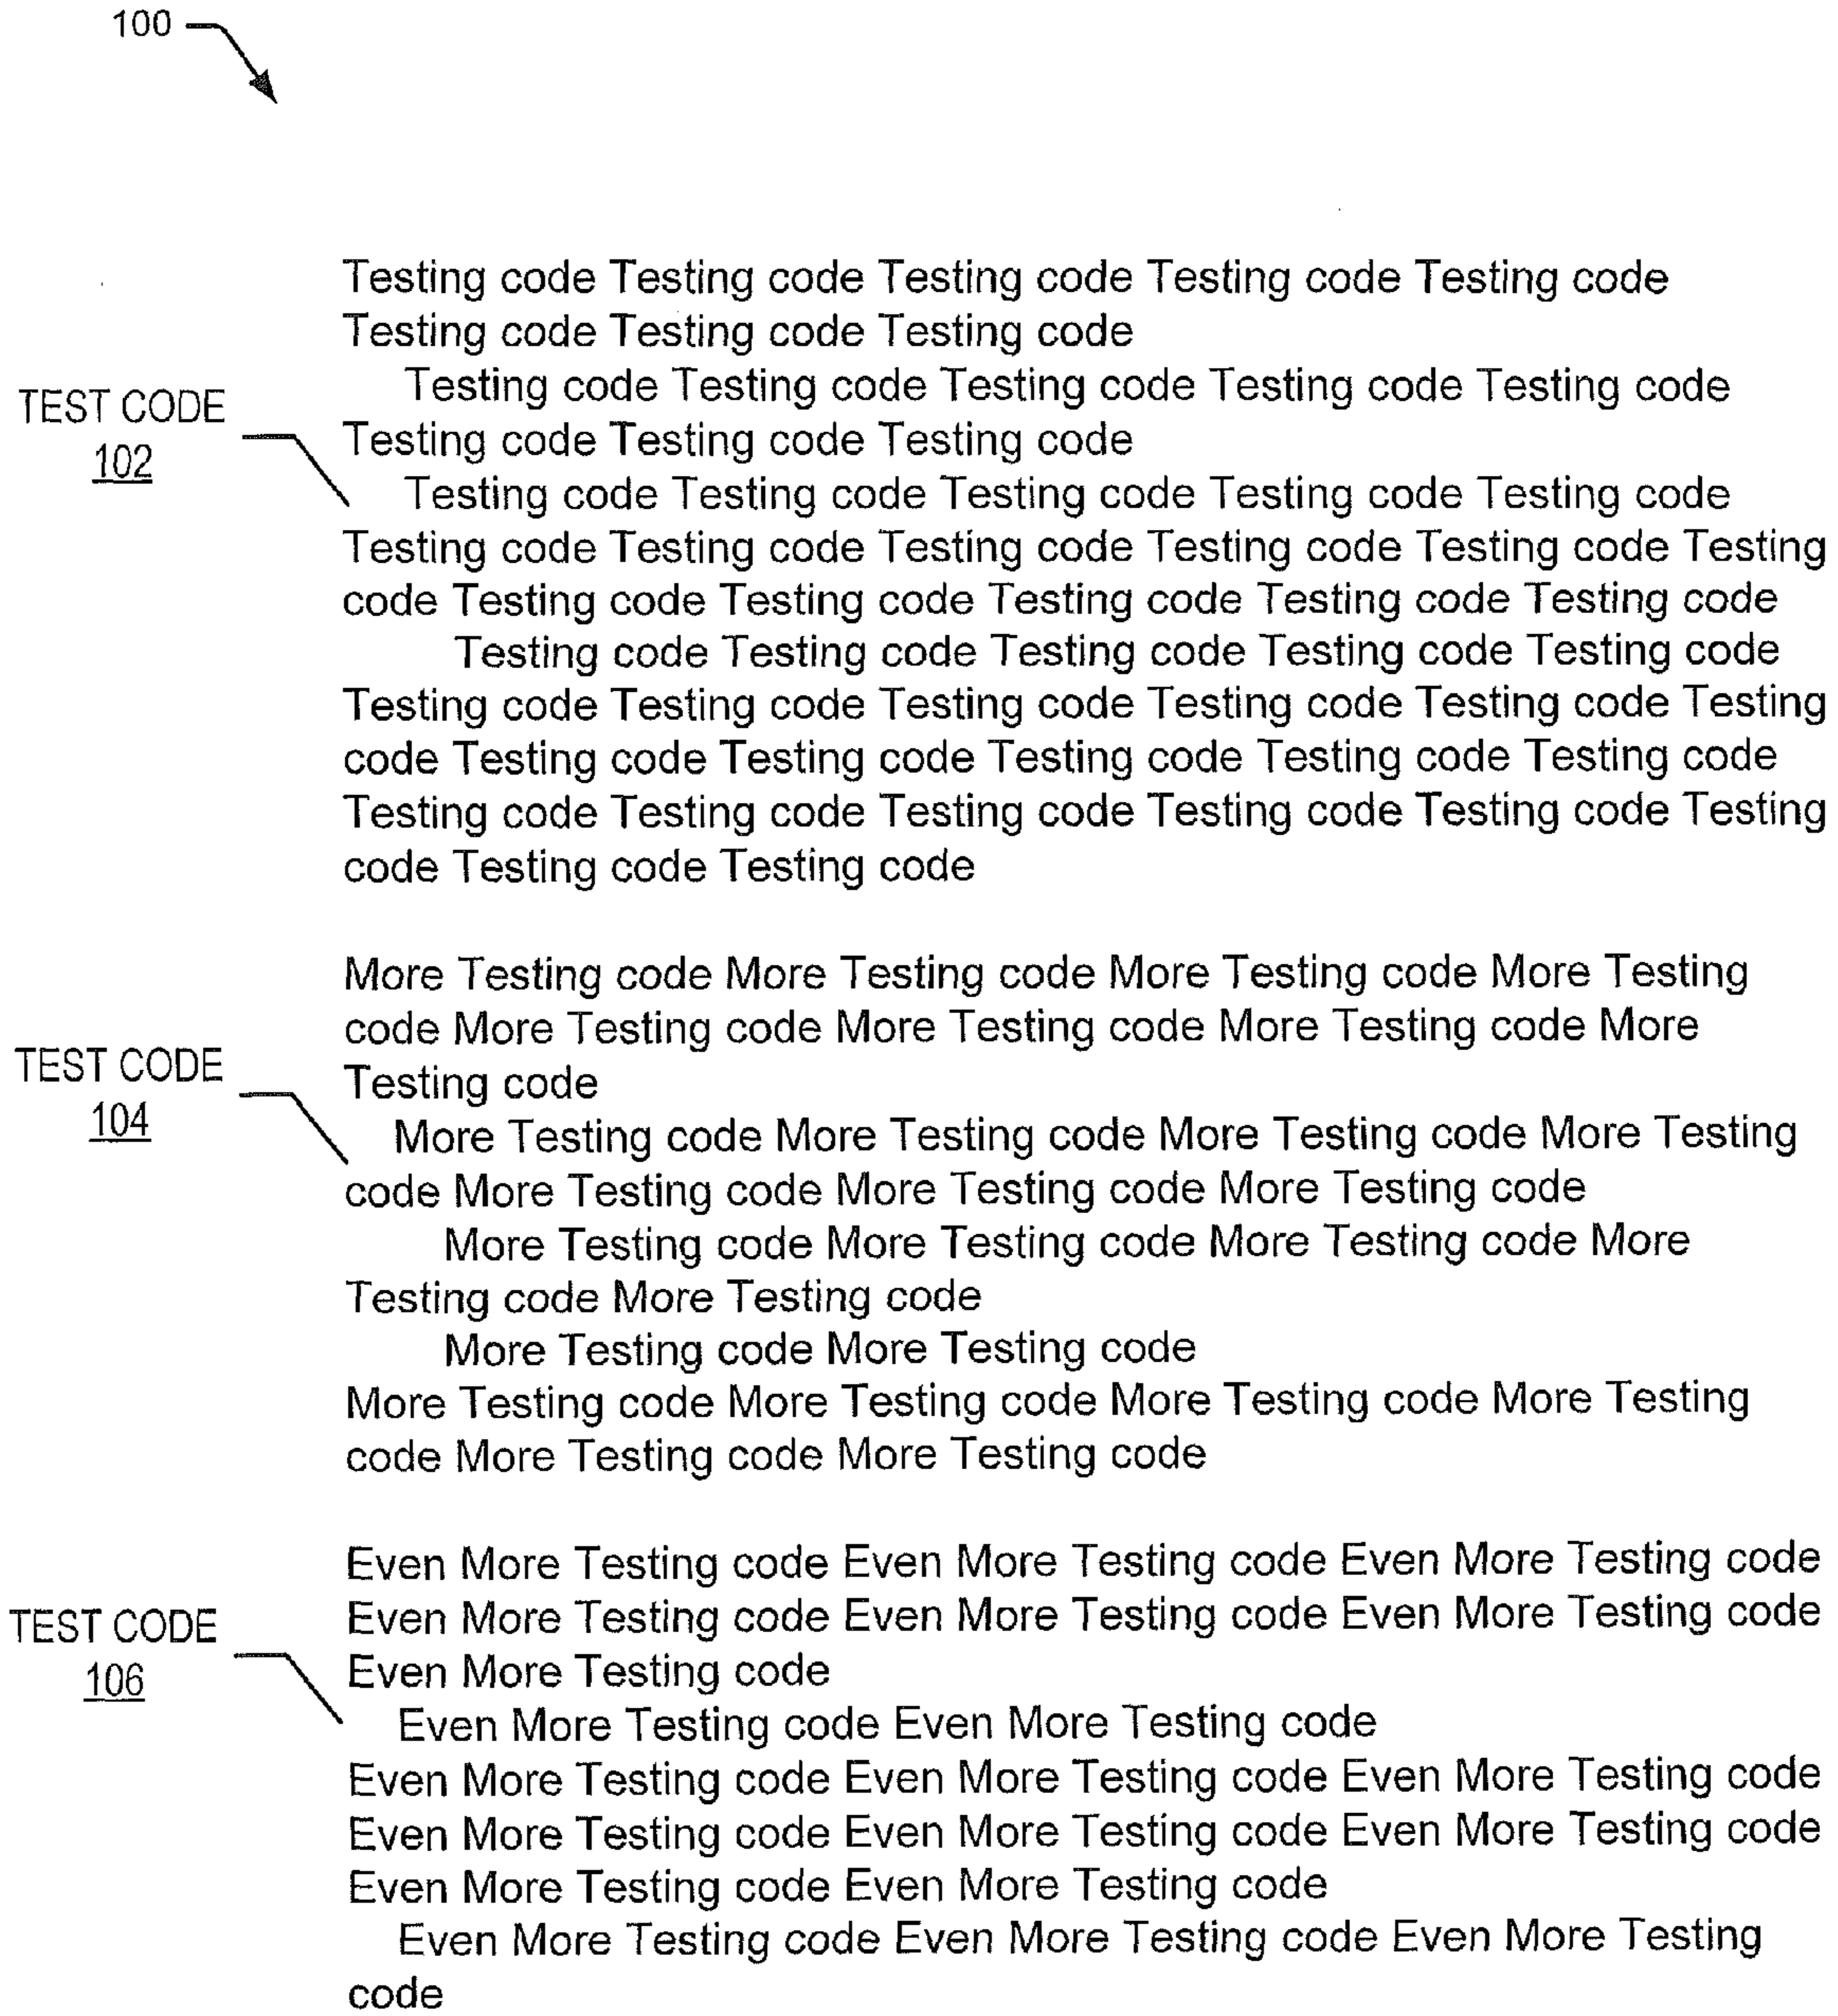 100
Testing code Testing code Testing code Testing code Testing code
Testing code Testing code Testing code
Testing code Testing code Testing code Testing code Testing code
TEST CODE
102
Testing code Testing code Testing code
Testing code Testing code Testing code Testing code Testing code
Testing code Testing code Testing code Testing code Testing code Testing
code Testing code Testing code Testing code Testing code Testing code
Testing code Testing code Testing code Testing code Testing code
Testing code Testing code Testing code Testing code Testing code Testing
code Testing code Testing code Testing code Testing code Testing code
Testing code Testing code Testing code Testing code Testing code Testing
code Testing code Testing code
More Testing code More Testing code More Testing code More Testing
code More Testing code More Testing code More Testing code More
TEST CODE
104
Testing code
More Testing code More Testing code More Testing code More Testing
code More Testing code More Testing code More Testing code
More Testing code More Testing code More Testing code More
Testing code More Testing code
More Testing code More Testing code
More Testing code More Testing code More Testing code More Testing
code More Testing code More Testing code
Even More Testing code Even More Testing code Even More Testing code
Even More Testing code Even More Testing code Even More Testing code
TEST CODE
106
Even More Testing code
Even More Testing code Even More Testing code
Even More Testing code Even More Testing code Even More Testing code
Even More Testing code Even More Testing code Even More Testing code
Even More Testing code Even More Testing code
Even More Testing code Even More Testing code Even More Testing
code